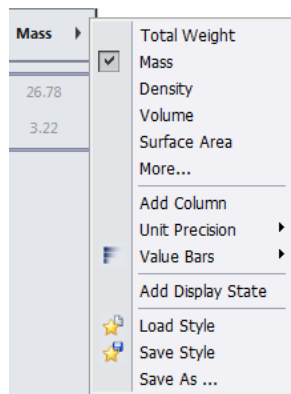 Mass
26.78
3.22
Total Weight
Mass
Density
Volume
Surface Area
More...
Add Column
Unit Precision
Value Bars
Add Display State
Load Style
Save Style
Save As ...